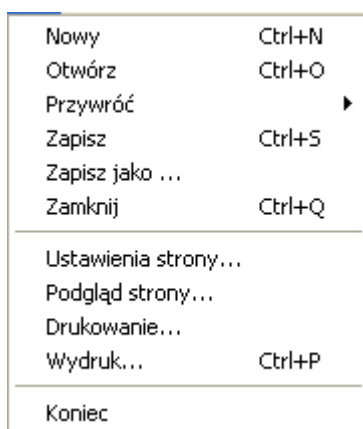 Nowy Ctrl+N
Otwórz Ctrl+O
Przywróć
Zapisz Ctrl+S
Zapisz jako ...
Zamknij Ctrl+Q
Ustawienia strony...
Podgląd strony...
Drukowanie...
Wydruk... Ctrl+P
Koniec